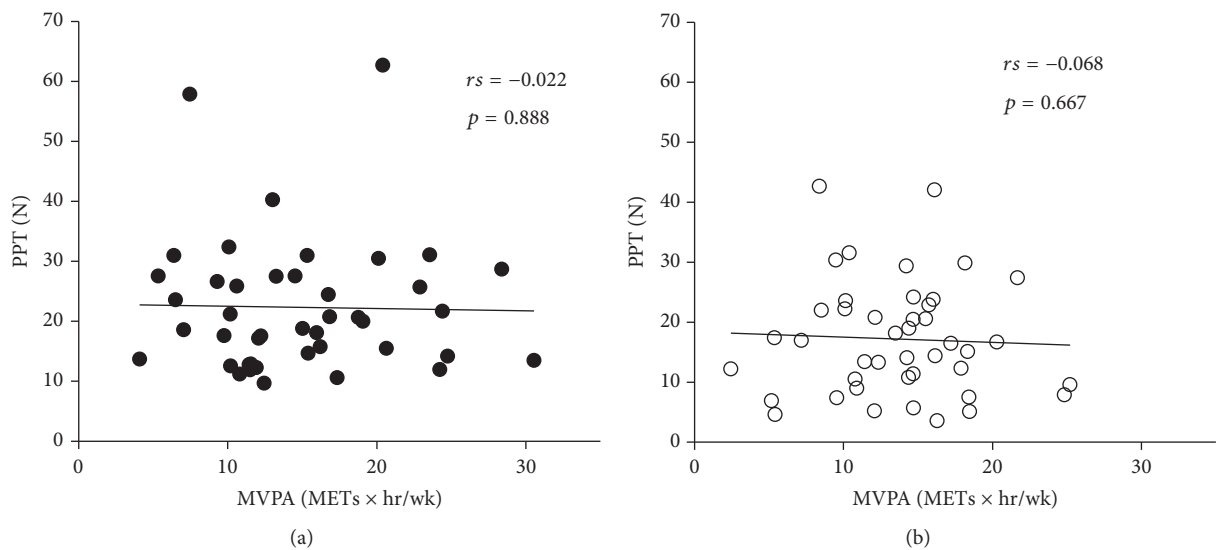 70
60
50
40
30
20
10
0
PPT (N)
rs = −0.022
p = 0.888
0 10 20 30
MVPA (METs × hr/wk)
(a)
70
60
50
40
30
20
10
0
PPT (N)
rs = −0.068
p = 0.667
0 10 20 30
MVPA (METs × hr/wk)
(b)